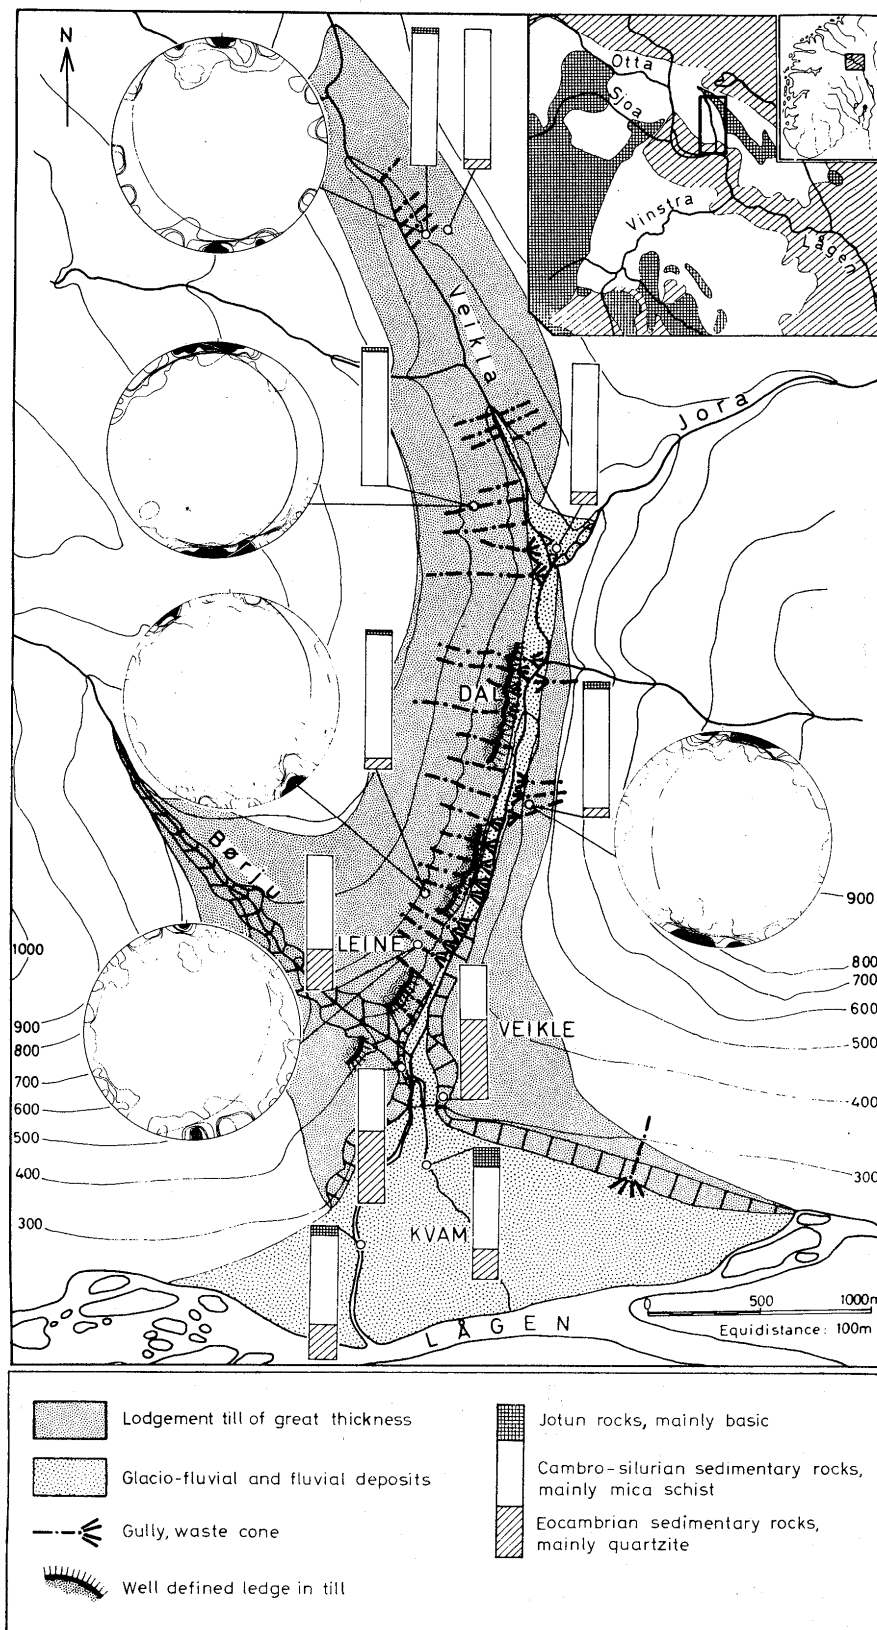 N
Otta
Sjoa
Vinstra
Lågen
Veikla
Jora
DAL
Børju
900
1000
LEINE
800
700
600
VEIKLE
500
900
800
700
600
400
500
400
300
300
KVAM
0 500 1000m
LÅGEN
Equidistance: 100m
Lodgement till of great thickness
Glacio-fluvial and fluvial deposits
Gully, waste cone
Well defined ledge in till
Jotun rocks, mainly basic
Cambro-silurian sedimentary rocks,
mainly mica schist
Eocambrian sedimentary rocks,
mainly quartzite